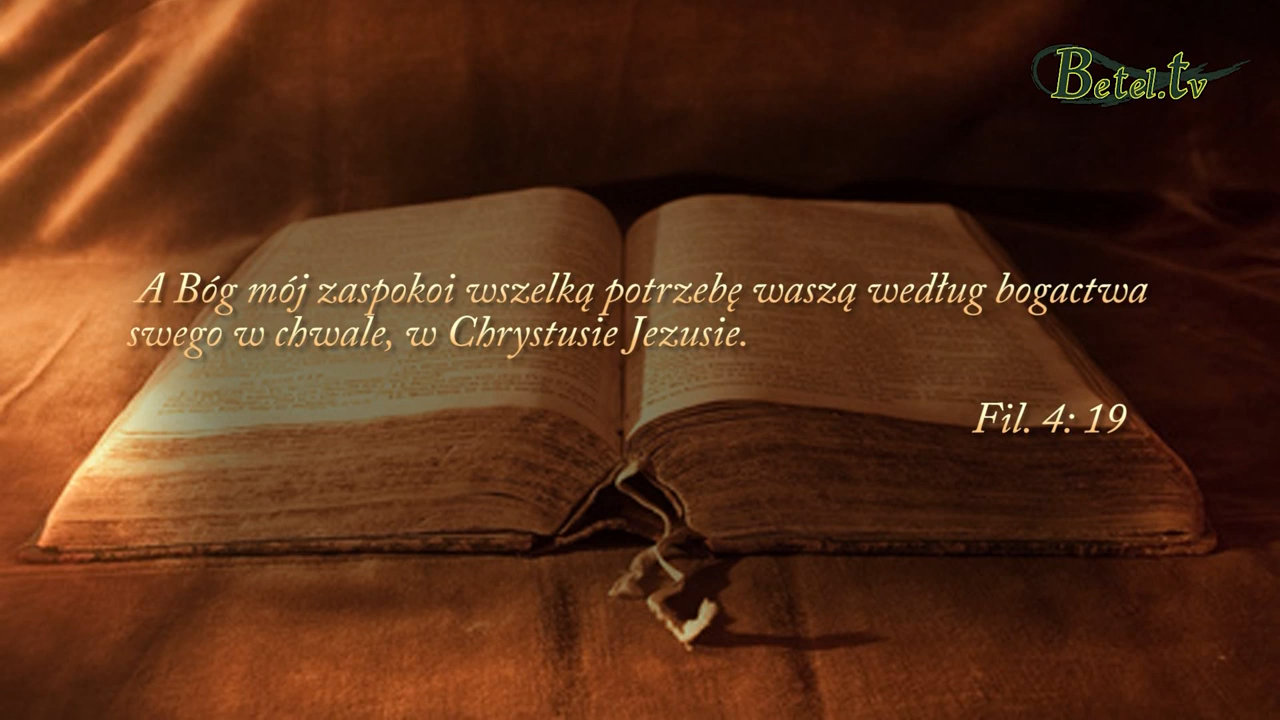 Betel.tv
A Bóg mój zaspokoi wszelką potrzebę waszą według bogactwa
swego w chwale, w Chrystusie Jezusie.
Fil. 4: 19